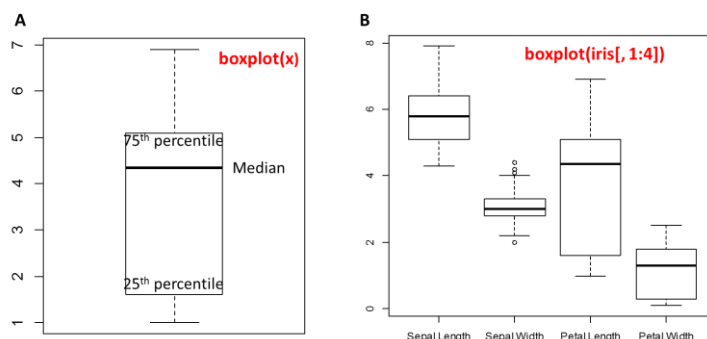 A
boxplot(x)
7
6
5
4
3
2
1
75th percentile
Median
25th percentile
B
boxplot(iris[, 1:4])
8
6
4
2
0
Sepal.Length Sepal.Width Petal.Length Petal.Width